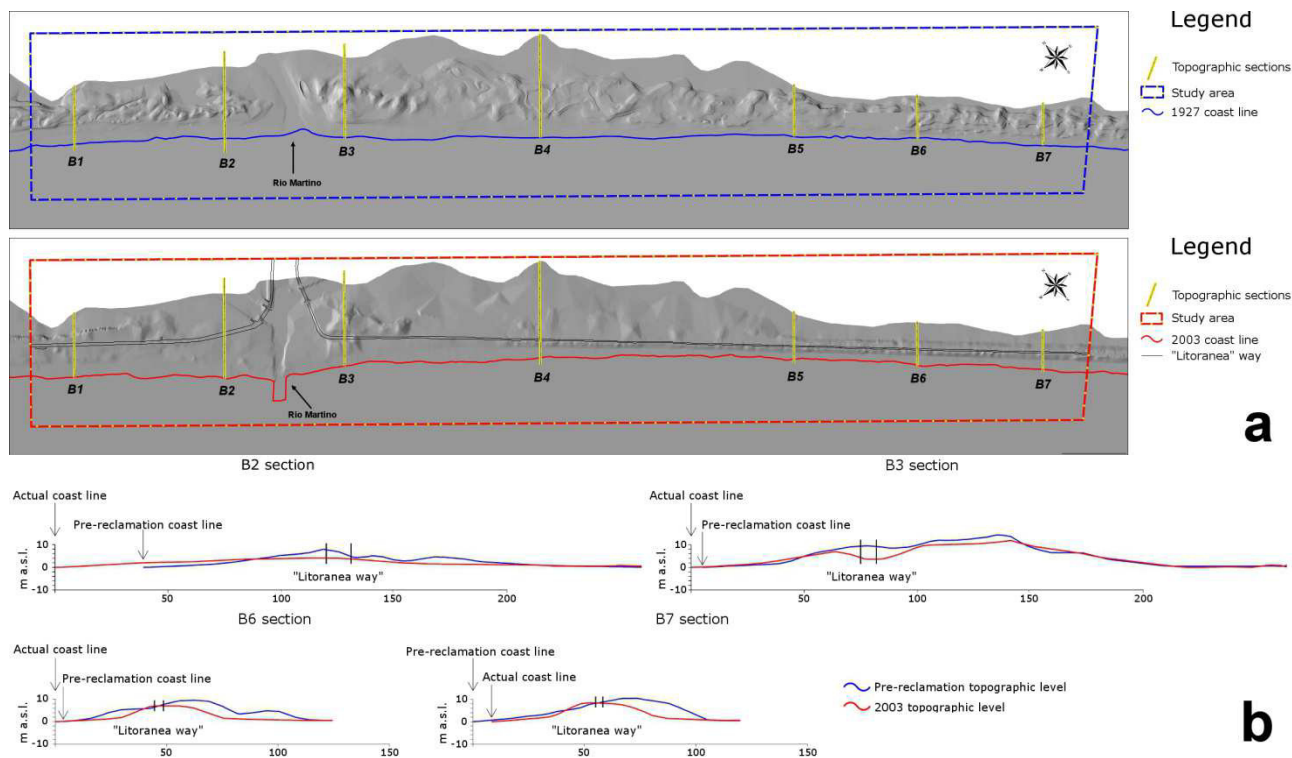 Legend
Topographic sections
Study area
1927 coast line
B1
B2
B3
B4
B5
B6
B7
Rio Martino
Legend
Topographic sections
Study area
2003 coast line
"Litoranea" way
B1
B2
B3
B4
B5
B6
B7
Rio Martino
a
B2 section
B3 section
Actual coast line
Pre-reclamation coast line
m a.s.l.
10
0
-10
"Litoranea way"
50
100
150
200
Actual coast line
Pre-reclamation coast line
m a.s.l.
10
0
-10
"Litoranea way"
50
100
150
200
B6 section
B7 section
Actual coast line
Pre-reclamation coast line
m a.s.l.
10
0
-10
"Litoranea way"
50
100
150
Pre-reclamation coast line
Actual coast line
m a.s.l.
10
0
-10
"Litoranea way"
50
100
150
Pre-reclamation topographic level
2003 topographic level
b